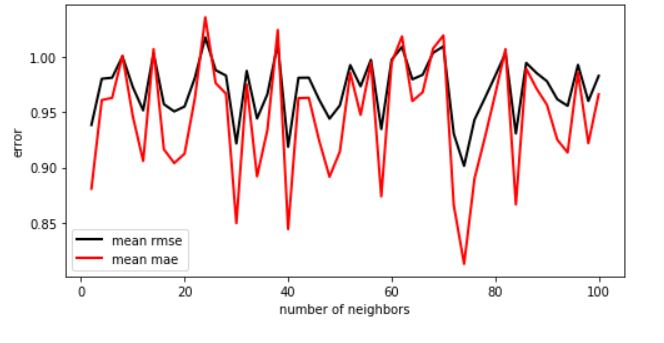 1.00
0.95
0.90
0.85
error
mean rmse
mean mae
0 20 40 60 80 100
number of neighbors